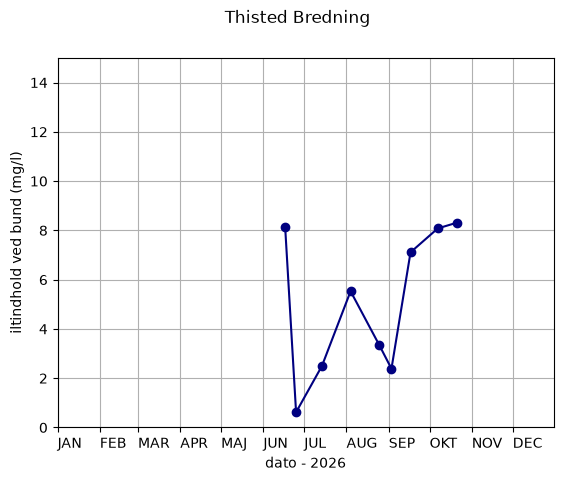 Thisted Bredning
iltindhold ved bund (mg/l)
14
12
10
8
6
4
2
0
JAN FEB MAR APR MAJ JUN JUL AUG SEP OKT NOV DEC
dato - 2026